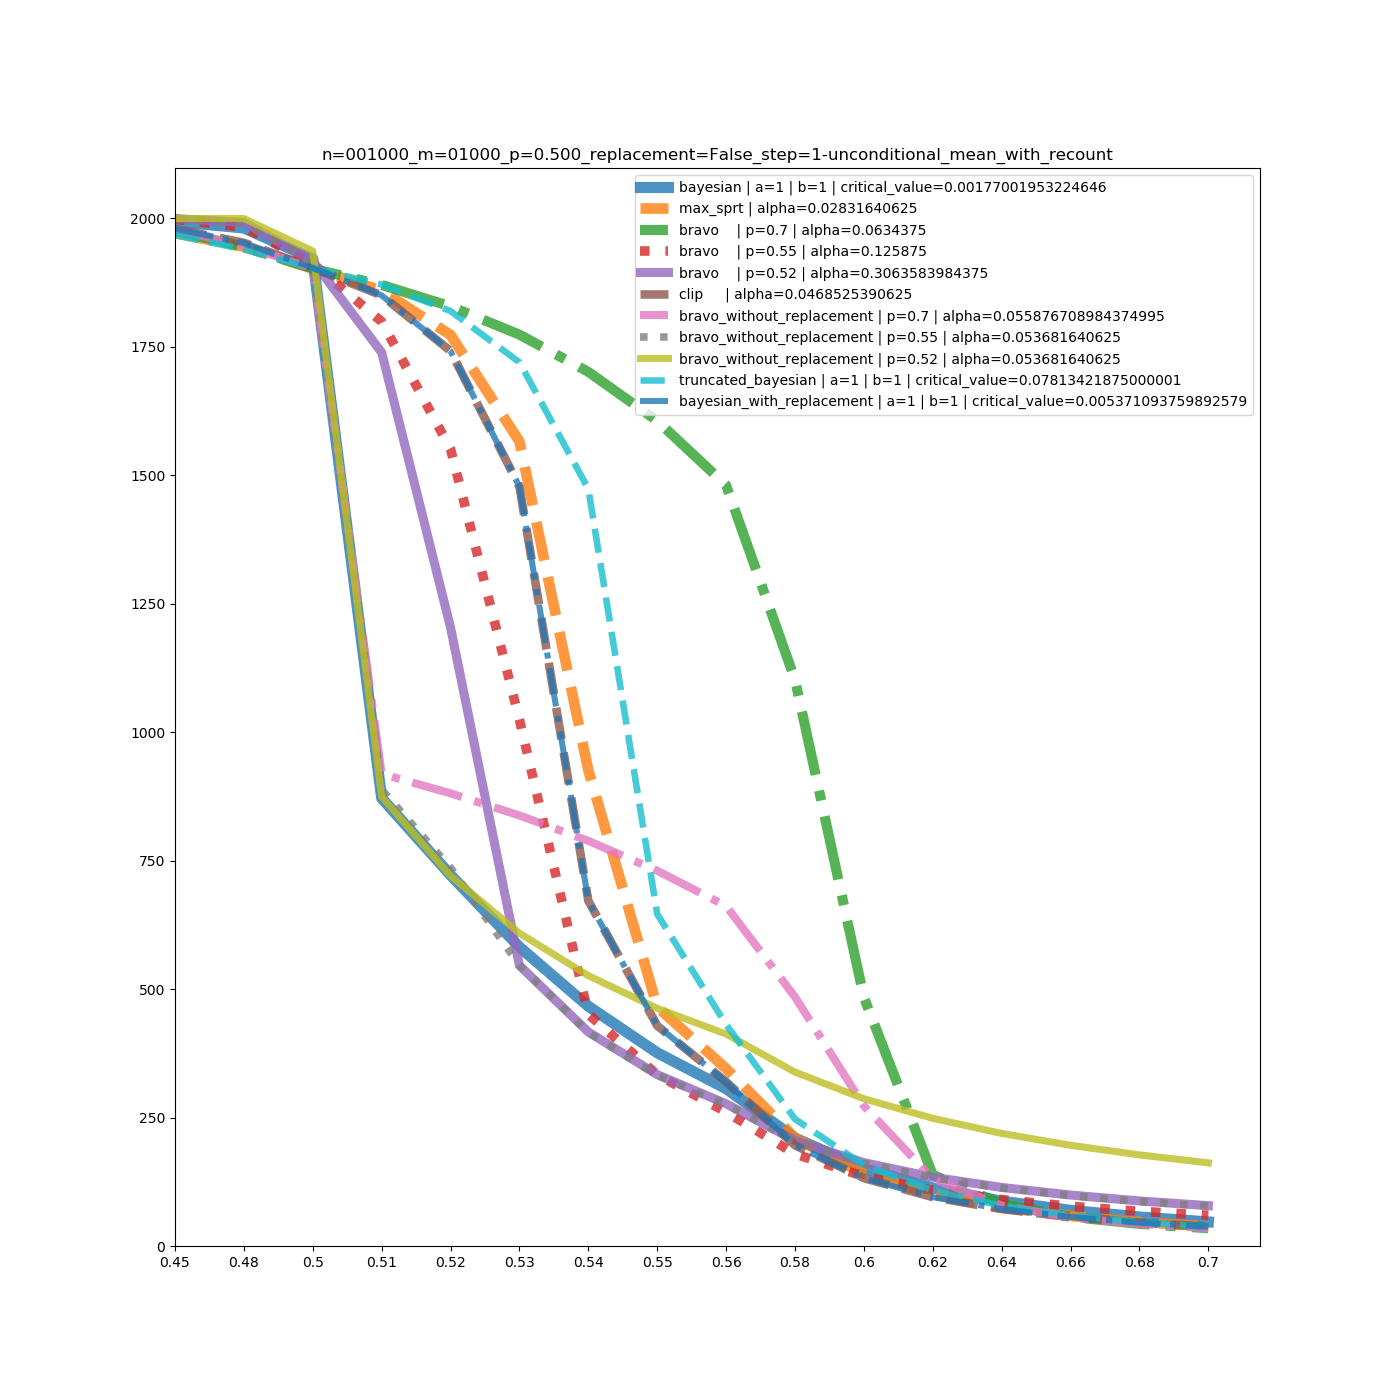 n=001000_m=01000_p=0.500_replacement=False_step=1-unconditional_mean_with_recount
bayesian | a=1 | b=1 | critical_value=0.00177001953224646
max_sprt | alpha=0.02831640625
bravo | p=0.7 | alpha=0.0634375
bravo | p=0.55 | alpha=0.125875
bravo | p=0.52 | alpha=0.3063583984375
clip | alpha=0.0468525390625
bravo_without_replacement | p=0.7 | alpha=0.055876708984374995
bravo_without_replacement | p=0.55 | alpha=0.053681640625
bravo_without_replacement | p=0.52 | alpha=0.053681640625
truncated_bayesian | a=1 | b=1 | critical_value=0.07813421875000001
bayesian_with_replacement | a=1 | b=1 | critical_value=0.005371093759892579
2000
1750
1500
1250
1000
750
500
250
0
0.45 0.48 0.5 0.51 0.52 0.53 0.54 0.55 0.56 0.58 0.6 0.62 0.64 0.66 0.68 0.7